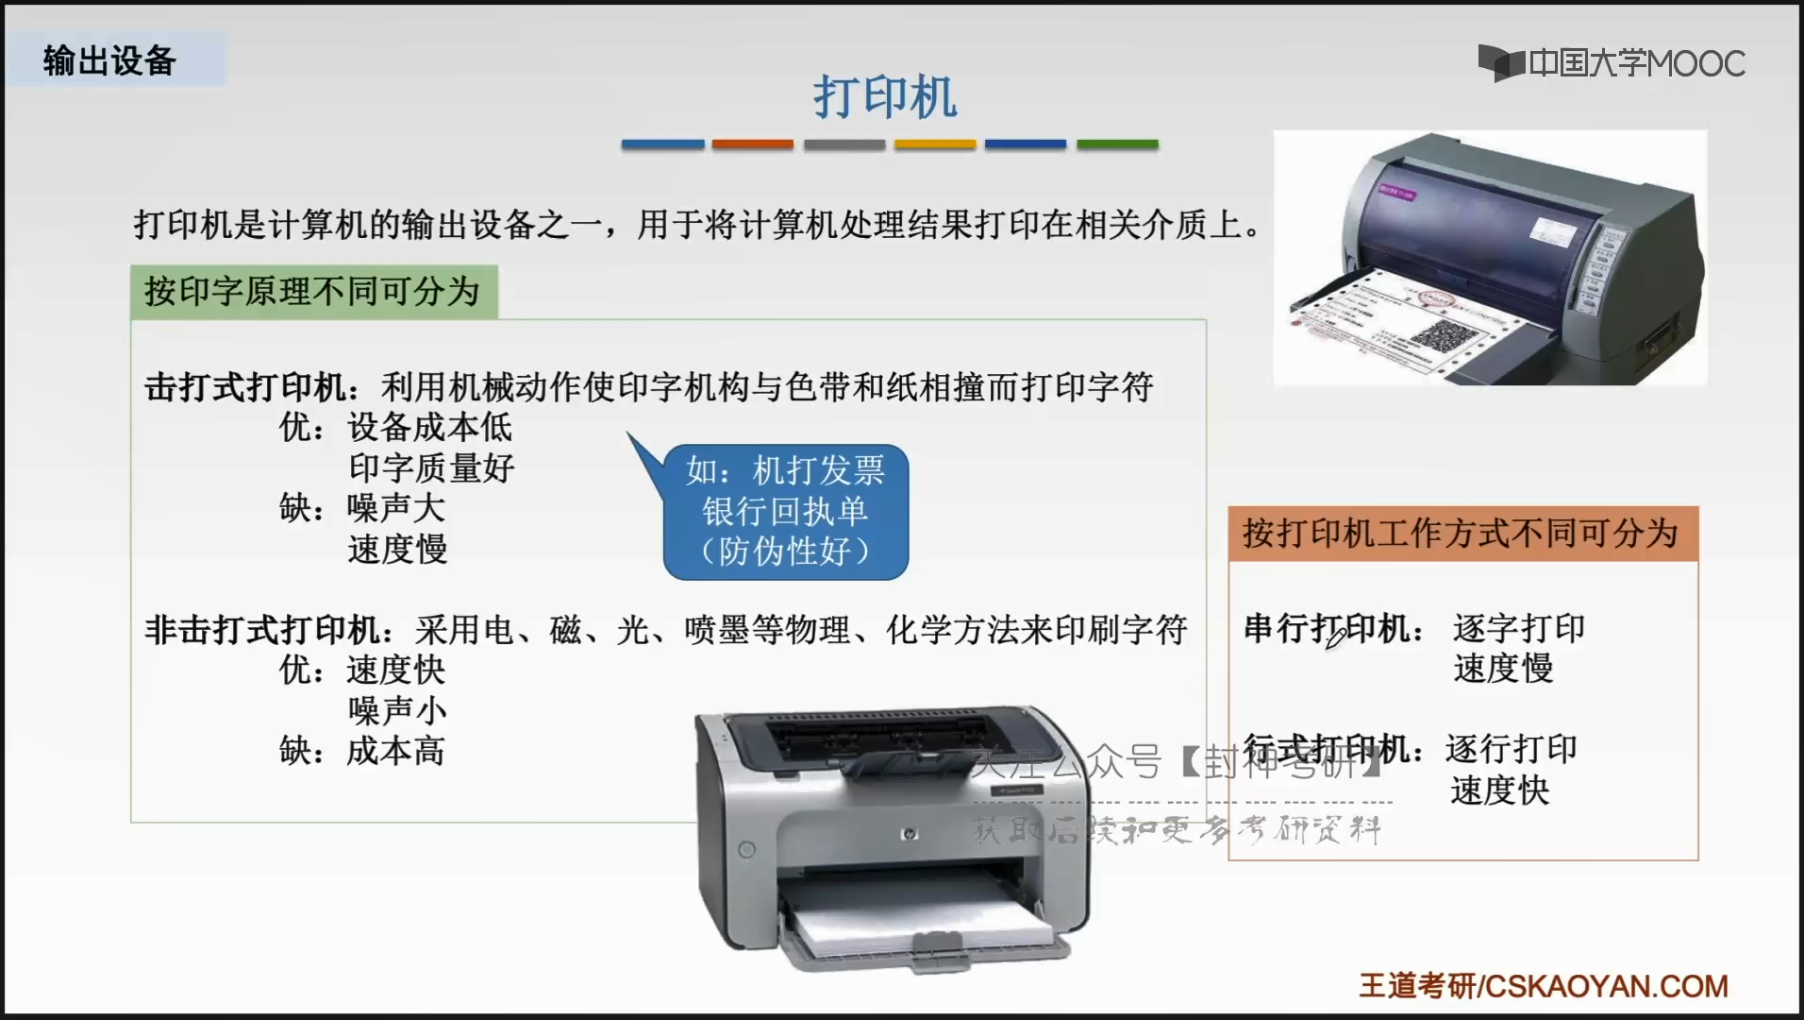 输出设备
中国大学MOOC
打印机
打印机是计算机的输出设备之一，用于将计算机处理结果打印在相关介质上。
按印字原理不同可分为
击打式打印机：利用机械动作使印字机构与色带和纸相撞而打印字符
优：设备成本低
印字质量好
缺：噪声大
速度慢
如：机打发票
银行回执单
（防伪性好）
非击打式打印机：采用电、磁、光、喷墨等物理、化学方法来印刷字符
优：速度快
噪声小
缺：成本高
按打印机工作方式不同可分为
串行打印机： 逐字打印
速度慢
行式打印机：逐行打印
速度快
关注公众号【封神考研】
获取后续和更多考研资料
hp
王道考研/CSKAOYAN.COM